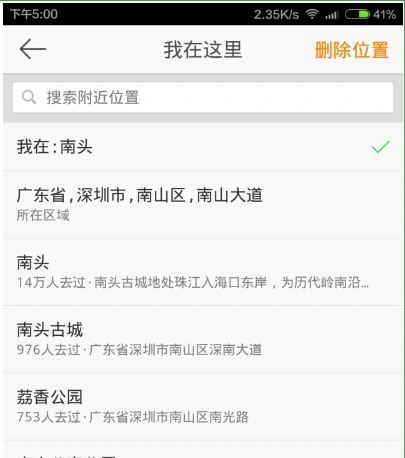 下午5:00 2.35K/s 41%
我在这里 删除位置
搜索附近位置
我在:南头
广东省,深圳市,南山区,南山大道
所在区域
南头
14万人去过·南头古城地处珠江入海口东岸，为历代岭南沿...
南头古城
976人去过·广东省深圳市南山区深南大道
荔香公园
753人去过·广东省深圳市南山区南光路